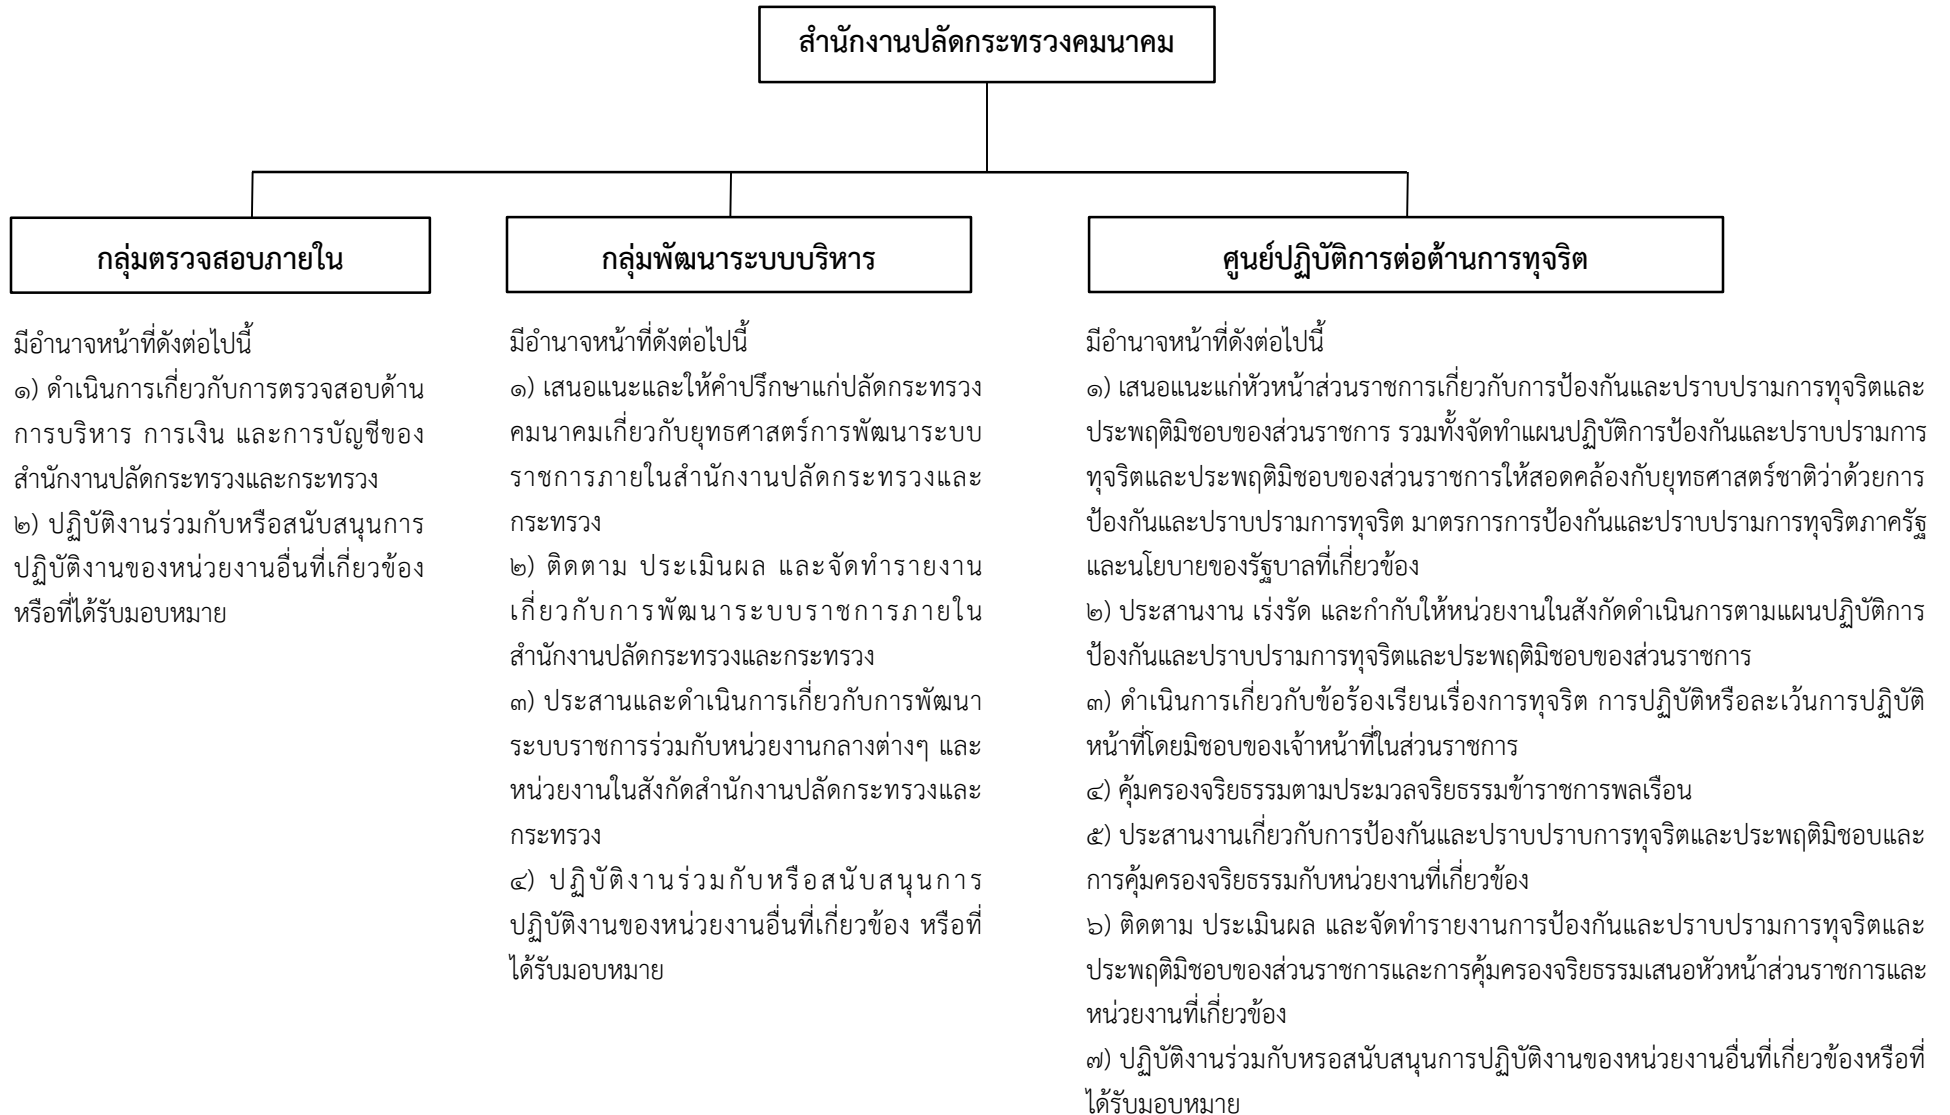 สำนักงานปลัดกระทรวงคมนาคม
กลุ่มตรวจสอบภายใน
มีอำนาจหน้าที่ดังต่อไปนี้
๑) ดำเนินการเกี่ยวกับการตรวจสอบด้าน
การบริหาร การเงิน และการบัญชีของ
สำนักงานปลัดกระทรวงและกระทรวง
๒) ปฏิบัติงานร่วมกับหรือสนับสนุนการ
ปฏิบัติงานของหน่วยงานอื่นที่เกี่ยวข้อง
หรือที่ได้รับมอบหมาย
กลุ่มพัฒนาระบบบริหาร
มีอำนาจหน้าที่ดังต่อไปนี้
๑) เสนอแนะและให้คำปรึกษาแก่ปลัดกระทรวง
คมนาคมเกี่ยวกับยุทธศาสตร์การพัฒนาระบบ
ราชการภายในสำนักงานปลัดกระทรวงและ
กระทรวง
๒) ติดตาม ประเมินผล และจัดทำรายงาน
เกี่ยวกับการพัฒนาระบบราชการภายใน
สำนักงานปลัดกระทรวงและกระทรวง
๓) ประสานและดำเนินการเกี่ยวกับการพัฒนา
ระบบราชการร่วมกับหน่วยงานกลางต่างๆ และ
หน่วยงานในสังกัดสำนักงานปลัดกระทรวงและ
กระทรวง
๔) ปฏิบัติงานร่วมกับหรือสนับสนุนการ
ปฏิบัติงานของหน่วยงานอื่นที่เกี่ยวข้อง หรือที่
ได้รับมอบหมาย
ศูนย์ปฏิบัติการต่อต้านการทุจริต
มีอำนาจหน้าที่ดังต่อไปนี้
๑) เสนอแนะแก่หัวหน้าส่วนราชการเกี่ยวกับการป้องกันและปราบปรามการทุจริตและ
ประพฤติมิชอบของส่วนราชการ รวมทั้งจัดทำแผนปฏิบัติการป้องกันและปราบปรามการ
ทุจริตและประพฤติมิชอบของส่วนราชการให้สอดคล้องกับยุทธศาสตร์ชาติว่าด้วยการ
ป้องกันและปราบปรามการทุจริต มาตรการการป้องกันและปราบปรามการทุจริตภาครัฐ
และนโยบายของรัฐบาลที่เกี่ยวข้อง
๒) ประสานงาน เร่งรัด และกำกับให้หน่วยงานในสังกัดดำเนินการตามแผนปฏิบัติการ
ป้องกันและปราบปรามการทุจริตและประพฤติมิชอบของส่วนราชการ
๓) ดำเนินการเกี่ยวกับข้อร้องเรียนเรื่องการทุจริต การปฏิบัติหรือละเว้นการปฏิบัติ
หน้าที่โดยมิชอบของเจ้าหน้าที่ในส่วนราชการ
๔) คุ้มครองจริยธรรมตามประมวลจริยธรรมข้าราชการพลเรือน
๕) ประสานงานเกี่ยวกับการป้องกันและปราบปราบการทุจริตและประพฤติมิชอบและ
การคุ้มครองจริยธรรมกับหน่วยงานที่เกี่ยวข้อง
๖) ติดตาม ประเมินผล และจัดทำรายงานการป้องกันและปราบปรามการทุจริตและ
ประพฤติมิชอบของส่วนราชการและการคุ้มครองจริยธรรมเสนอหัวหน้าส่วนราชการและ
หน่วยงานที่เกี่ยวข้อง
๗) ปฏิบัติงานร่วมกับหรอสนับสนุนการปฏิบัติงานของหน่วยงานอื่นที่เกี่ยวข้องหรือที่
ได้รับมอบหมาย